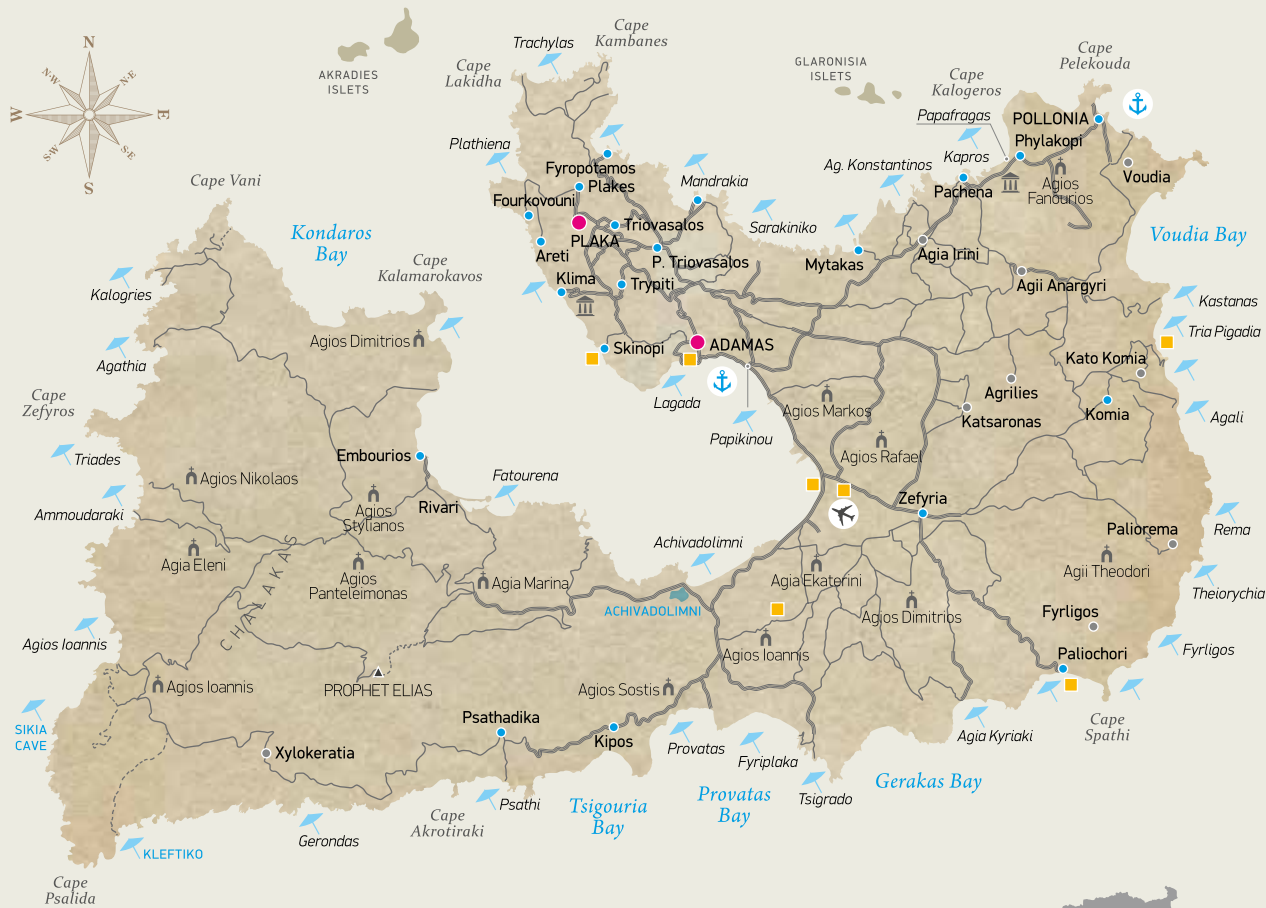 N
N-W
N-E
W
E
S-W
S-E
S
AKRADIES
ISLETS
Trachylas
Cape
Kambanes
Cape
Lakidha
GLARONISIA
ISLETS
Cape
Pelekouda
Cape
Kalogeros
Papafragas
POLLONIA
Phylakopi
Plathiena
Fyropotamos
Plakes
Mandrakia
Ag. Konstantinos
Kapros
Pachena
Agios
Fanourios
Voudia
Cape Vani
Fourkovouni
Kondaros
Bay
PLAKA
Triovasalos
Sarakiniko
Voudia Bay
Areti
P. Triovasalos
Mytakas
Agia Irini
Cape
Kalamarokavos
Klima
Trypiti
Agii Anargyri
Kalogries
Kastanas
Agios Dimitrios
Skinopi
ADAMAS
Tria Pigadia
Agathia
Kato Komia
Agrilies
Cape
Zefyros
Lagada
Agios Markos
Katsaronas
Komia
Agali
Papikinou
Triades
Embourios
Agios Rafael
Agios Nikolaos
Fatourena
Ammoudaraki
Agios
Stylianos
Rivari
Zefyria
Paliorema
Rema
Achivadolimni
Agia Eleni
CHALAKAS
Agios
Panteleimonas
Agia Marina
Agia Ekaterini
Agii Theodori
ACHIVADOLIMNI
Theiorychia
Agios Dimitrios
Fyrligos
Agios Ioannis
Agios Ioannis
Paliochori
Fyrligos
Agios Ioannis
PROPHET ELIAS
Agios Sostis
SIKIA
CAVE
Psathadika
Kipos
Provatas
Agia Kyriaki
Cape
Spathi
Xylokeratia
Fyriplaka
Gerakas Bay
Provatas
Bay
Tsigrado
Psathi
Tsigouria
Bay
Cape
Akrotiraki
Gerondas
KLEFTIKO
Cape
Psalida